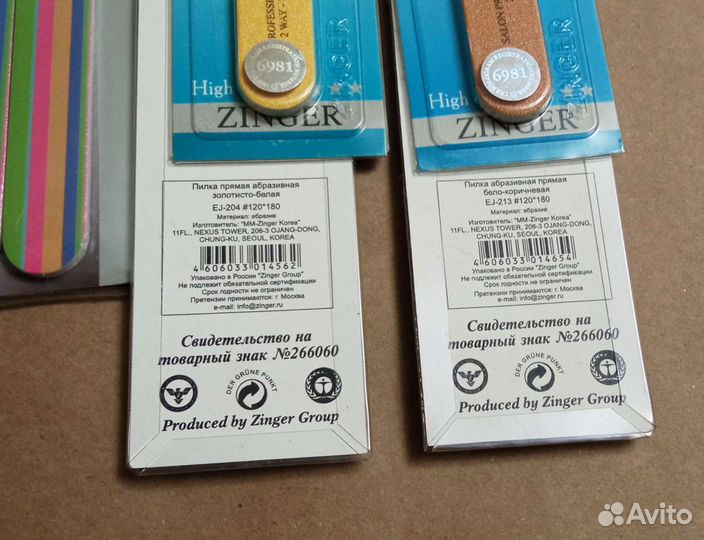 PROFESSI
2 WAY -
6981
High
ZINGER
Пилка прямая абразивная
золотисто-белая
EJ-204 #120*180
Материал: абразив
Изготовитель: "MM-Zinger Korea"
11FL., NEXUS TOWER, 206-3 OJANG-DONG,
CHUNG-KU, SEOUL, KOREA
4 606033 014562
Упаковано в России "Zinger Group"
Не подлежит обязательной сертификации
Срок годности не ограничен
Претензии принимаются: г. Москва
e-mail: info@zinger.ru
Свидетельство на
товарный знак №266060
DER GRÜNE PUNKT
Produced by Zinger Group
SALON PR
6981
High
ZINGER
Пилка прямая абразивная
бело-коричневая
EJ-213 #120*180
Материал: абразив
Изготовитель: "MM-Zinger Korea"
11FL., NEXUS TOWER, 206-3 OJANG-DONG,
CHUNG-KU, SEOUL, KOREA
4 606033 014654
Упаковано в России "Zinger Group"
Не подлежит обязательной сертификации
Срок годности не ограничен
Претензии принимаются: г. Москва
e-mail: info@zinger.ru
Свидетельство на
товарный знак №266060
DER GRÜNE PUNKT
Produced by Zinger Group
Avito